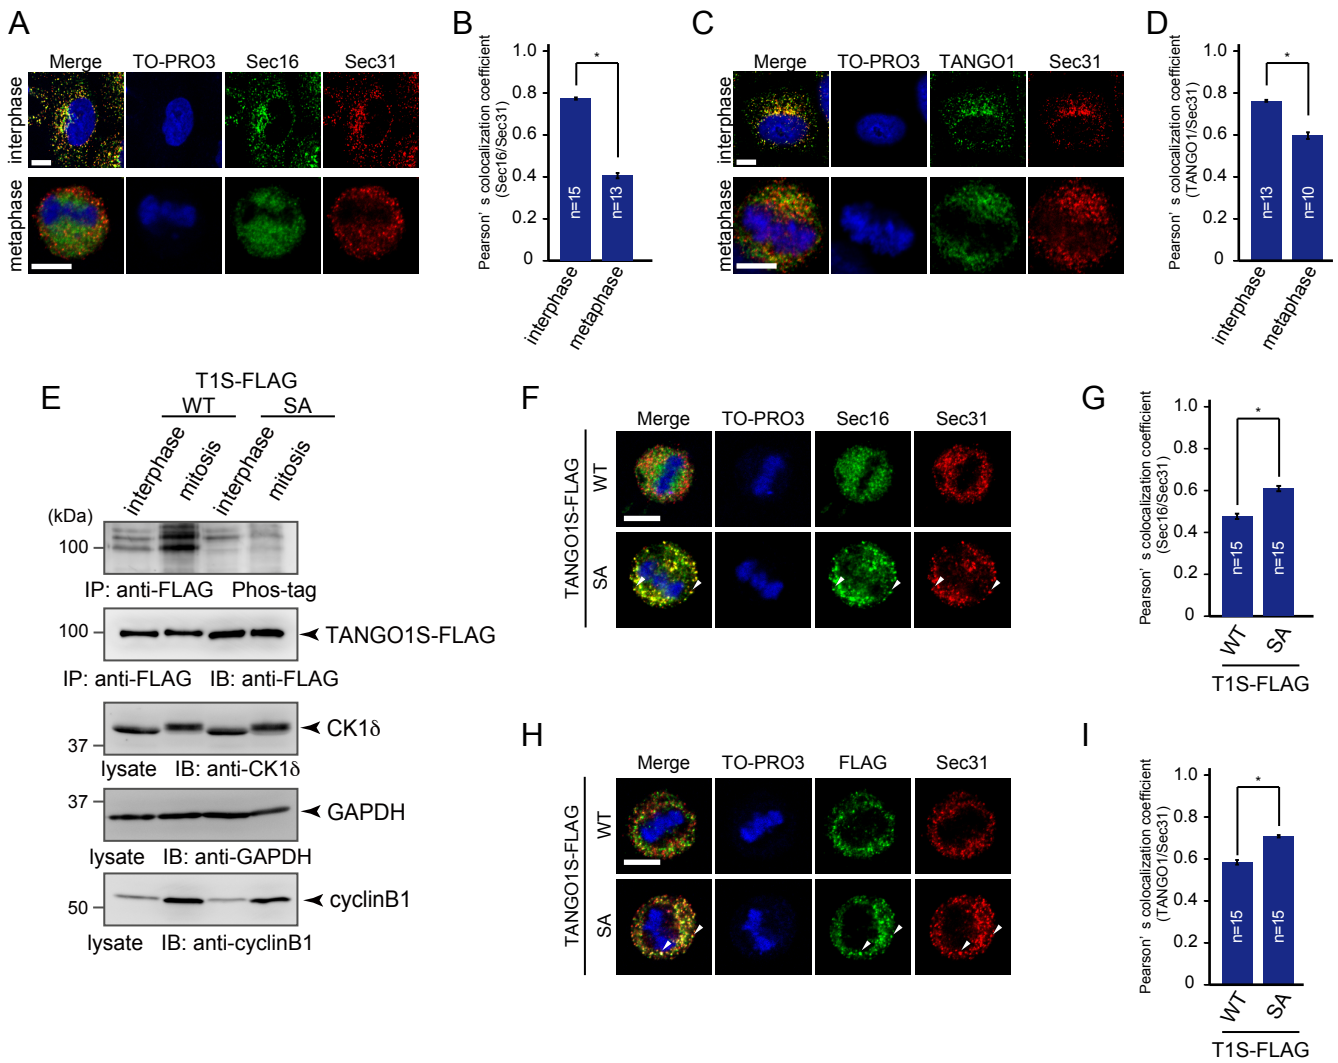 A
Merge TO-PRO3 Sec16 Sec31
interphase
metaphase
B
Pearson' s colocalization coefficient
(Sec16/Sec31)
1.0
0.8
0.6
0.4
0.2
0
*
n=15
n=13
interphase
metaphase
C
Merge TO-PRO3 TANGO1 Sec31
interphase
metaphase
D
Pearson' s colocalization coefficient
(TANGO1/Sec31)
1.0
0.8
0.6
0.4
0.2
0
*
n=13
n=10
interphase
metaphase
E
T1S-FLAG
WT SA
interphase mitosis interphase mitosis
(kDa)
100
IP: anti-FLAG Phos-tag
100
TANGO1S-FLAG
IP: anti-FLAG IB: anti-FLAG
CK1δ
37
lysate IB: anti-CK1δ
37
GAPDH
lysate IB: anti-GAPDH
cyclinB1
50
lysate IB: anti-cyclinB1
F
Merge TO-PRO3 Sec16 Sec31
TANGO1S-FLAG
WT
SA
G
Pearson' s colocalization coefficient
(Sec16/Sec31)
1.0
0.8
0.6
0.4
0.2
0
*
n=15
n=15
WT SA
T1S-FLAG
H
Merge TO-PRO3 FLAG Sec31
TANGO1S-FLAG
WT
SA
I
Pearson' s colocalization coefficient
(TANGO1/Sec31)
1.0
0.8
0.6
0.4
0.2
0
*
n=15
n=15
WT SA
T1S-FLAG